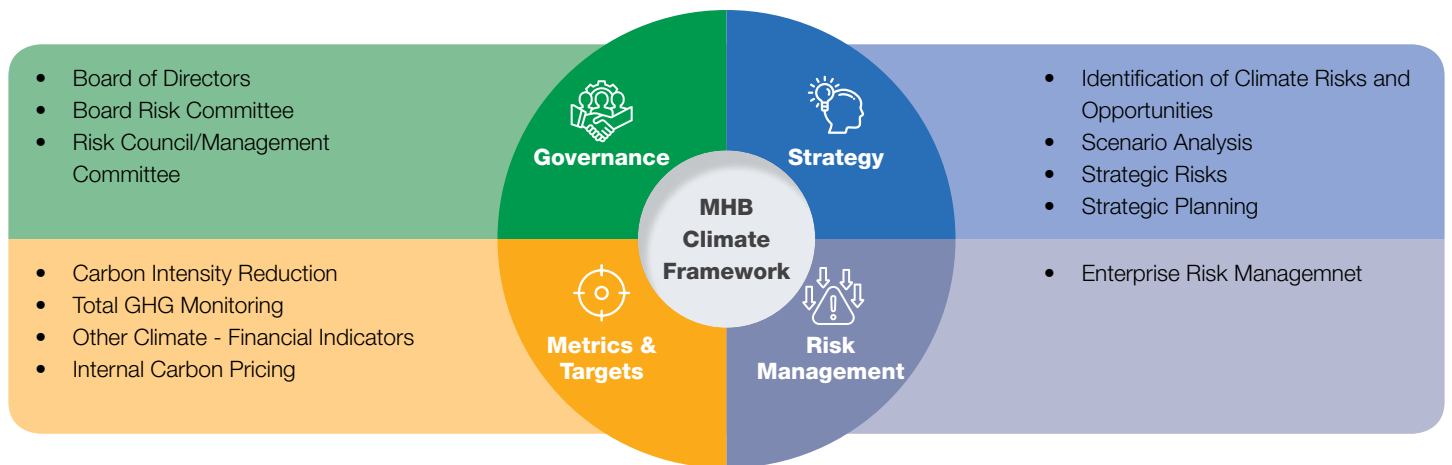 • Board of Directors
• Board Risk Committee
• Risk Council/Management
Committee
Governance
Strategy
• Identification of Climate Risks and
Opportunities
• Scenario Analysis
• Strategic Risks
• Strategic Planning
MHB
Climate
Framework
• Carbon Intensity Reduction
• Total GHG Monitoring
• Other Climate - Financial Indicators
• Internal Carbon Pricing
Metrics &
Targets
Risk
Management
• Enterprise Risk Managemnet